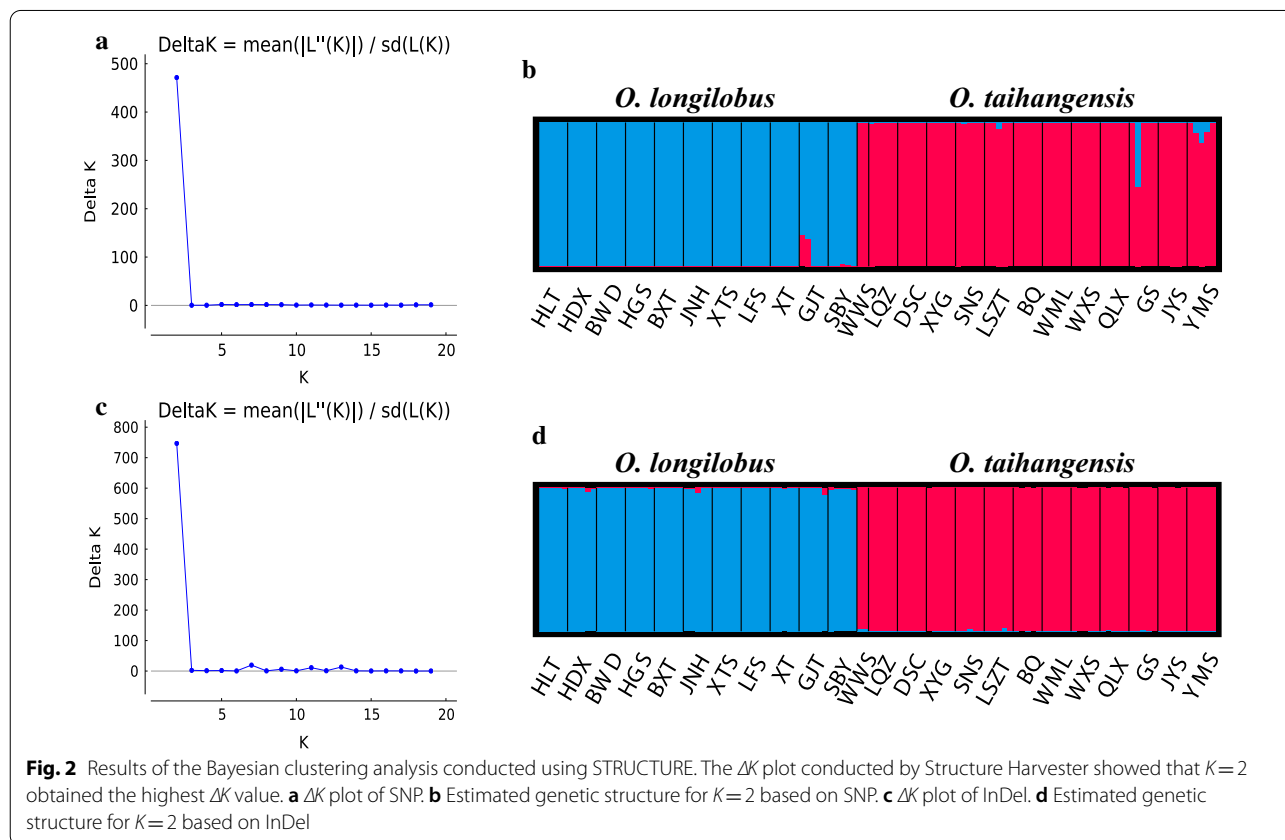 a
DeltaK = mean(|L''(K)|) / sd(L(K))
500
400
300
200
100
0
Delta K
5 10 15 20
K
b
O. longilobus O. taihangensis
HLT HDX BWD HGS BXT JNH XTS LFS XT GJT SBY WWS LQZ DSC XYG SNS LSZT BQ WML WXS QLX GS JYS YMS
c
DeltaK = mean(|L''(K)|) / sd(L(K))
800
700
600
500
400
300
200
100
0
Delta K
5 10 15 20
K
d
O. longilobus O. taihangensis
HLT HDX BWD HGS BXT JNH XTS LFS XT GJT SBY WWS LQZ DSC XYG SNS LSZT BQ WML WXS QLX GS JYS YMS
Fig. 2 Results of the Bayesian clustering analysis conducted using STRUCTURE. The ΔK plot conducted by Structure Harvester showed that K=2
obtained the highest ΔK value. a ΔK plot of SNP. b Estimated genetic structure for K=2 based on SNP. c ΔK plot of InDel. d Estimated genetic
structure for K=2 based on InDel